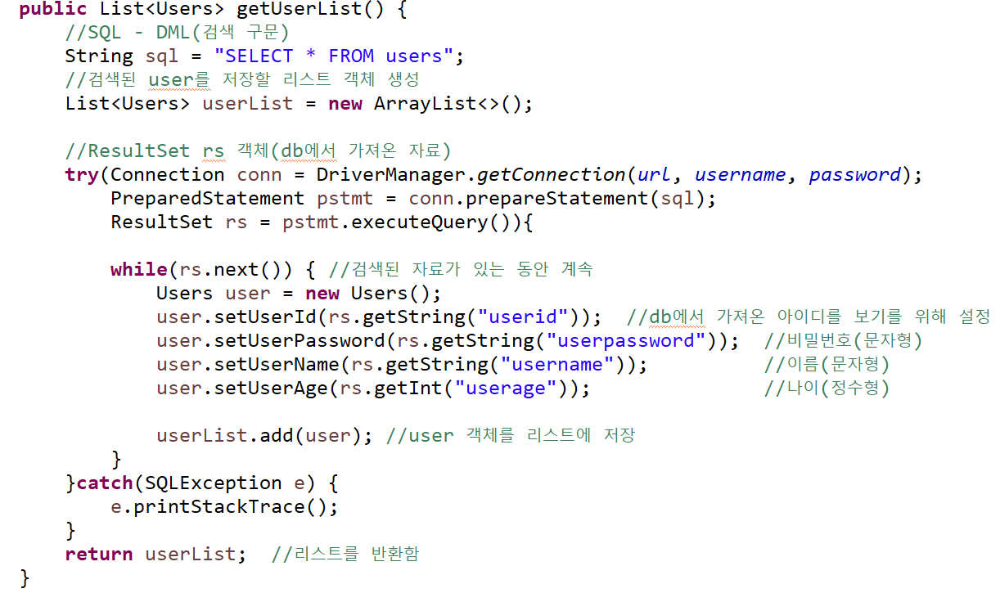 public List<Users> getUserList() {
    //SQL - DML(검색 구문)
    String sql = "SELECT * FROM users";
    //검색된 user를 저장할 리스트 객체 생성
    List<Users> userList = new ArrayList<>();

    //ResultSet rs 객체(db에서 가져온 자료)
    try(Connection conn = DriverManager.getConnection(url, username, password);
        PreparedStatement pstmt = conn.prepareStatement(sql);
        ResultSet rs = pstmt.executeQuery()){

        while(rs.next()) { //검색된 자료가 있는 동안 계속
            Users user = new Users();
            user.setUserId(rs.getString("userid"));  //db에서 가져온 아이디를 보기를 위해 설정
            user.setUserPassword(rs.getString("userpassword"));  //비밀번호(문자형)
            user.setUserName(rs.getString("username"));          //이름(문자형)
            user.setUserAge(rs.getInt("userage"));               //나이(정수형)

            userList.add(user); //user 객체를 리스트에 저장
        }
    }catch(SQLException e) {
        e.printStackTrace();
    }
    return userList;  //리스트를 반환함
}